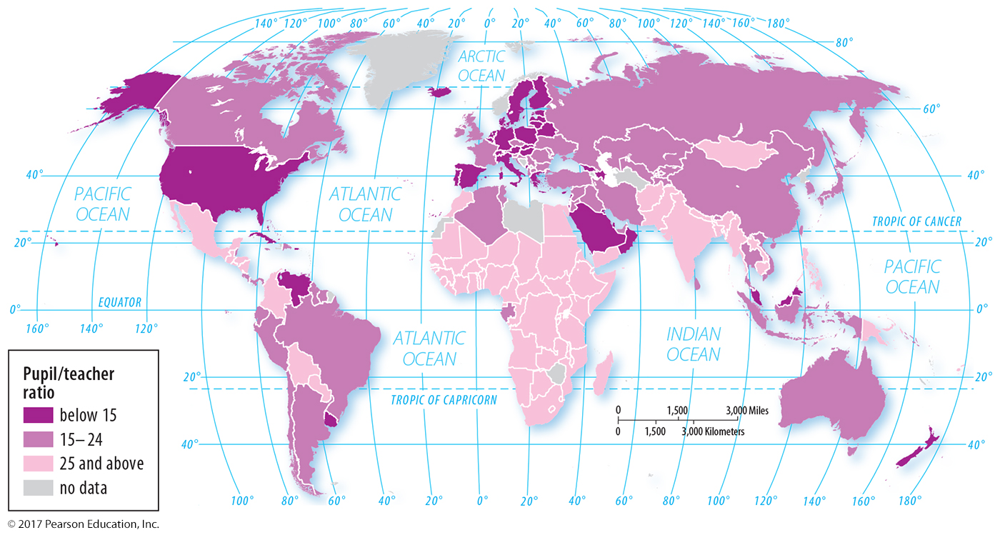 140° 120° 100° 80° 60° 40° 20° 0° 20° 40° 60° 80° 100° 120° 140° 160° 180°
80°
ARCTIC
OCEAN
60°
40°
40°
PACIFIC
OCEAN
ATLANTIC
OCEAN
TROPIC OF CANCER
20°
20°
PACIFIC
OCEAN
EQUATOR
0°
0°
160° 140° 120°
ATLANTIC
OCEAN
INDIAN
OCEAN
20°
20°
TROPIC OF CAPRICORN
0 1,500 3,000 Miles
0 1,500 3,000 Kilometers
40°
40°
100° 80° 60° 40° 20° 0° 20° 40° 60° 80° 100° 120° 140° 160° 180°
Pupil/teacher
ratio
below 15
15–24
25 and above
no data
© 2017 Pearson Education, Inc.